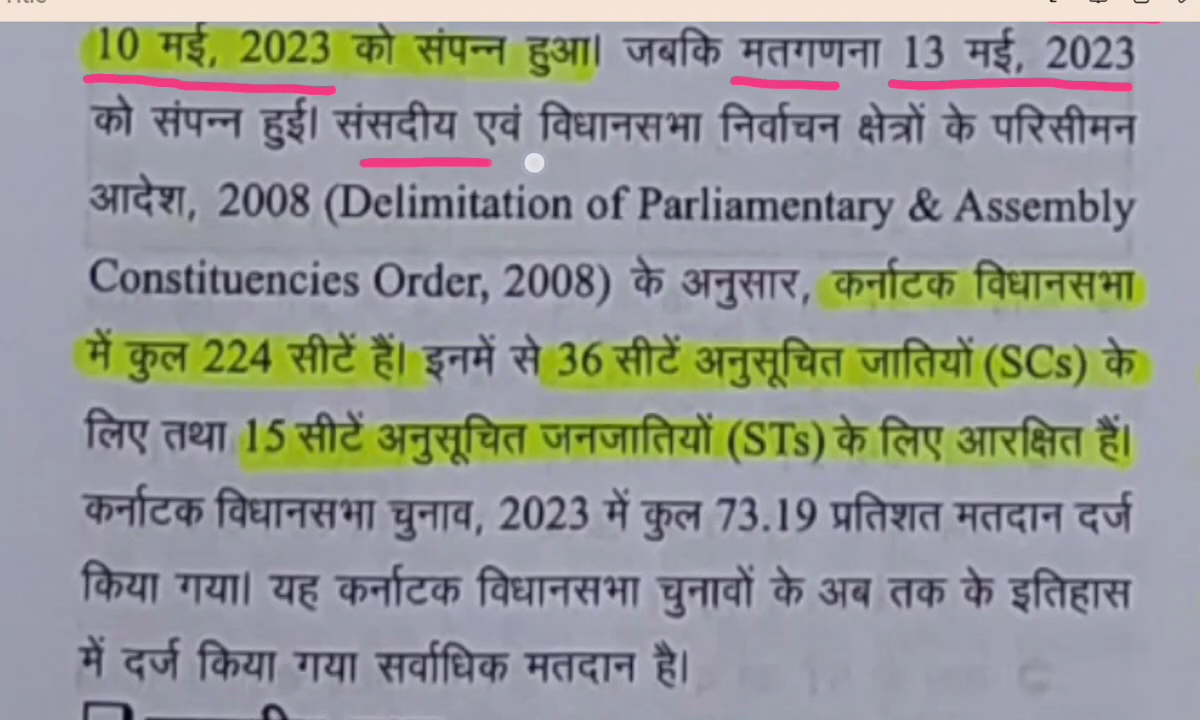 10 मई, 2023 को संपन्न हुआ। जबकि मतगणना 13 मई, 2023
को संपन्न हुई। संसदीय एवं विधानसभा निर्वाचन क्षेत्रों के परिसीमन
आदेश, 2008 (Delimitation of Parliamentary & Assembly
Constituencies Order, 2008) के अनुसार, कर्नाटक विधानसभा
में कुल 224 सीटें हैं। इनमें से 36 सीटें अनुसूचित जातियों (SCs) के
लिए तथा 15 सीटें अनुसूचित जनजातियों (STs) के लिए आरक्षित हैं।
कर्नाटक विधानसभा चुनाव, 2023 में कुल 73.19 प्रतिशत मतदान दर्ज
किया गया। यह कर्नाटक विधानसभा चुनावों के अब तक के इतिहास
में दर्ज किया गया सर्वाधिक मतदान है।